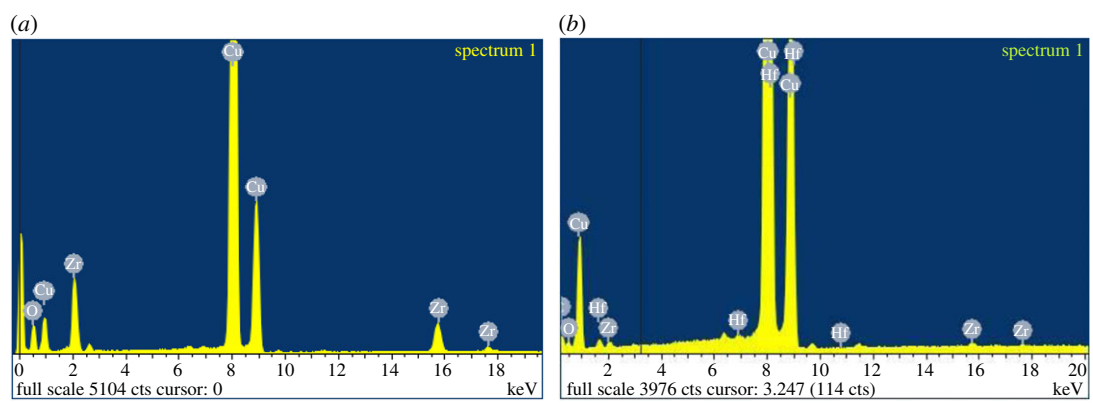 (a)
spectrum 1
Cu
Cu
Zr
Cu
O
Zr
Zr
0 2 4 6 8 10 12 14 16 18
full scale 5104 cts cursor: 0 keV
(b)
spectrum 1
Cu Hf
Hf
Cu
Cu
Hf
O Zr
Hf
Hf
Zr
Zr
2 4 6 8 10 12 14 16 18 20
full scale 3976 cts cursor: 3.247 (114 cts) keV